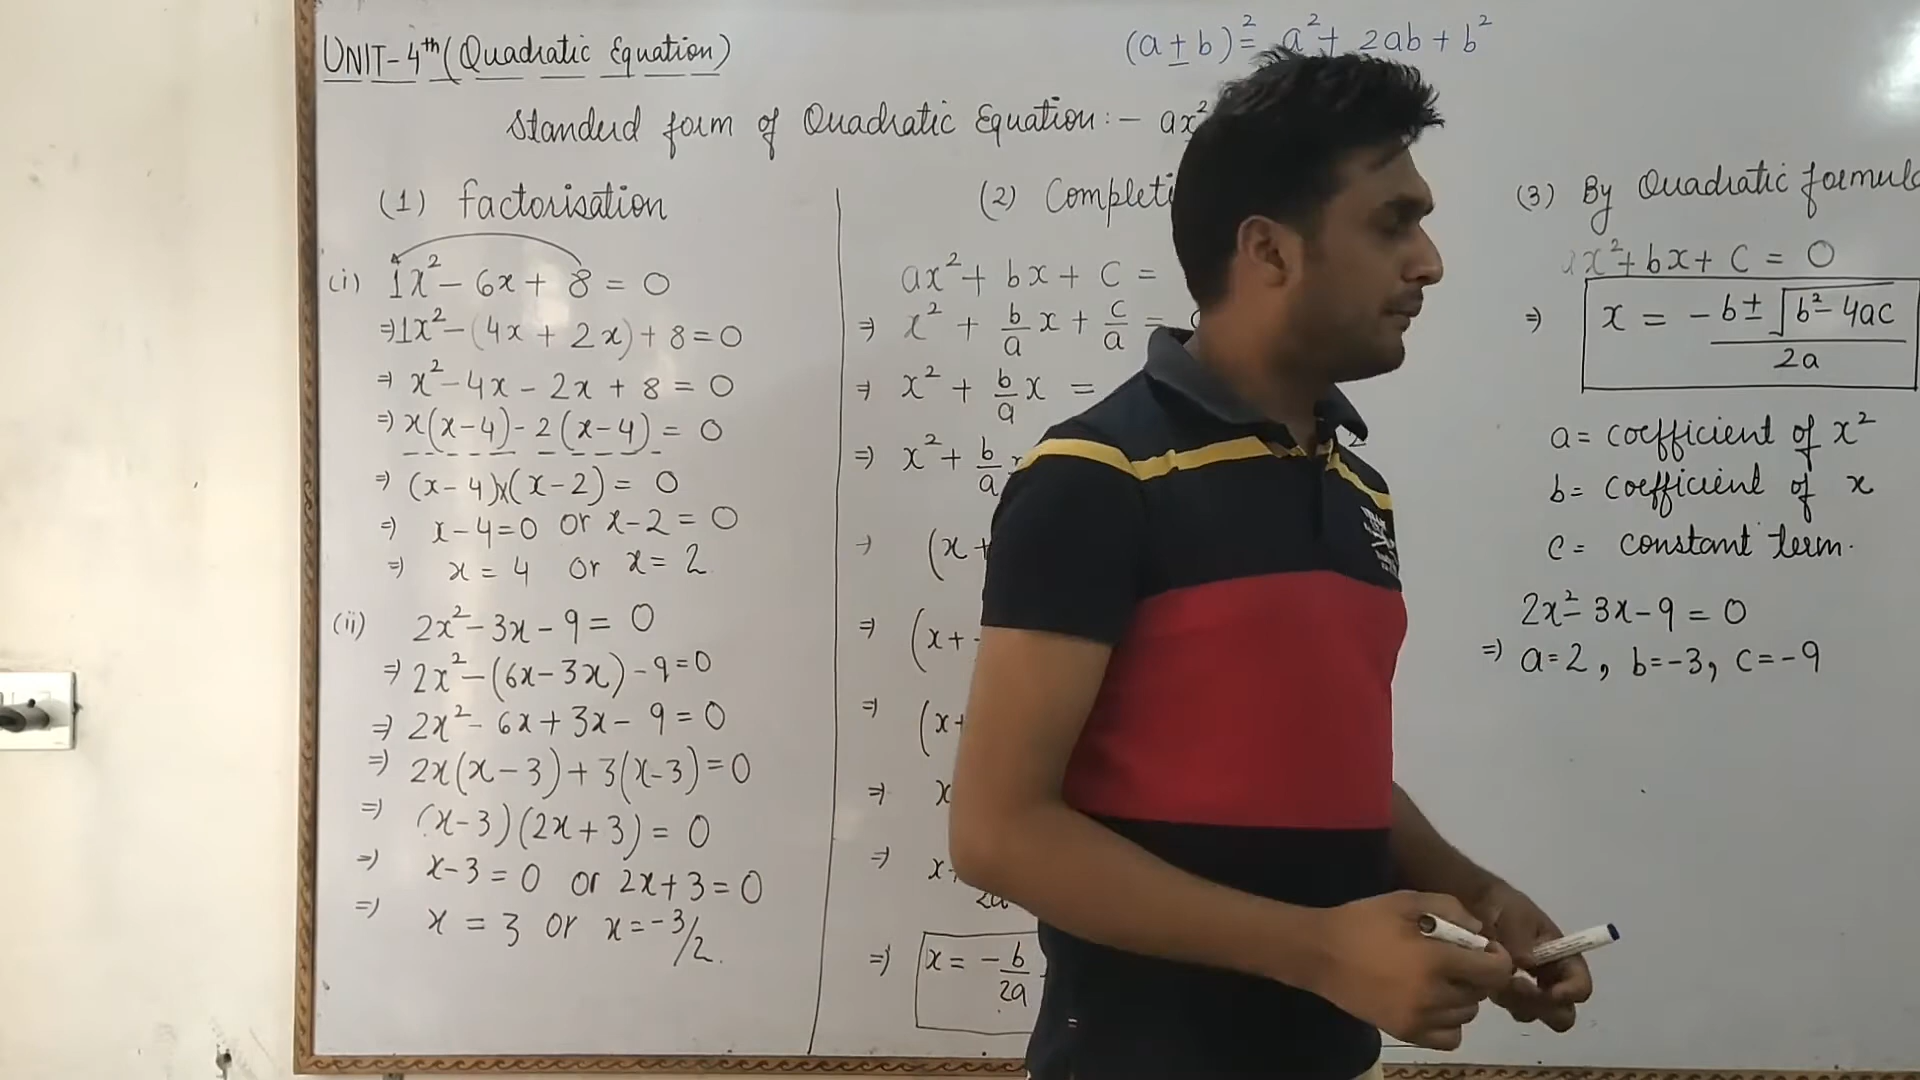 UNIT-4th (Quadratic Equation)
(a ± b)² = a² + 2ab + b²
Standerd form of Quadratic Equation :- ax²
(1) factorisation
(i) 1x² - 6x + 8 = 0
⇒ 1x² - (4x + 2x) + 8 = 0
⇒ x² - 4x - 2x + 8 = 0
⇒ x(x-4) - 2(x-4) = 0
⇒ (x-4)x(x-2) = 0
⇒ x-4=0 or x-2 = 0
⇒ x = 4 or x = 2
(ii) 2x² - 3x - 9 = 0
⇒ 2x² - (6x - 3x) - 9 = 0
⇒ 2x² - 6x + 3x - 9 = 0
⇒ 2x(x-3) + 3(x-3) = 0
⇒ (x-3)(2x+3) = 0
⇒ x-3 = 0 or 2x+3 = 0
⇒ x = 3 or x = -3/2.
(2)
ax² + bx + c =
⇒ x² + b/a x + c/a =
⇒ x² + b/a x =
⇒ x² + b/a
(x +
⇒ (x +
⇒ (x+
⇒ x
⇒ x
2a
⇒ x = -b/2a
(3) By Quadratic formula
x² + bx + c = 0
⇒ x = -b ± √b² - 4ac / 2a
a = coefficient of x²
b = coefficient of x
c = constant term.
2x² - 3x - 9 = 0
⇒ a=2, b=-3, c=-9